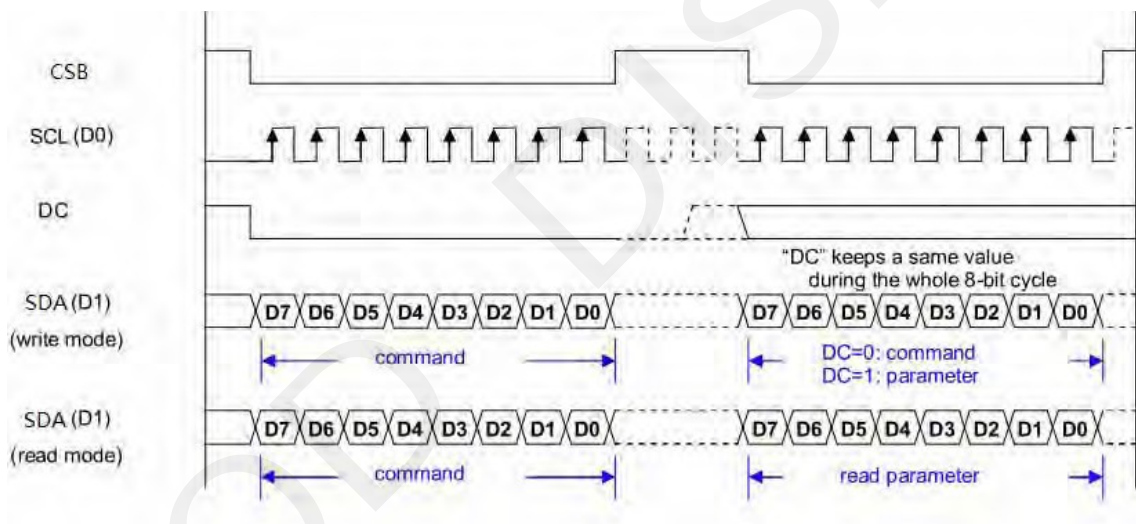 CSB
SCL (D0)
DC
"DC" keeps a same value
during the whole 8-bit cycle
SDA (D1)
(write mode)
D7 D6 D5 D4 D3 D2 D1 D0
D7 D6 D5 D4 D3 D2 D1 D0
command
DC=0: command
DC=1: parameter
SDA (D1)
(read mode)
D7 D6 D5 D4 D3 D2 D1 D0
D7 D6 D5 D4 D3 D2 D1 D0
command
read parameter